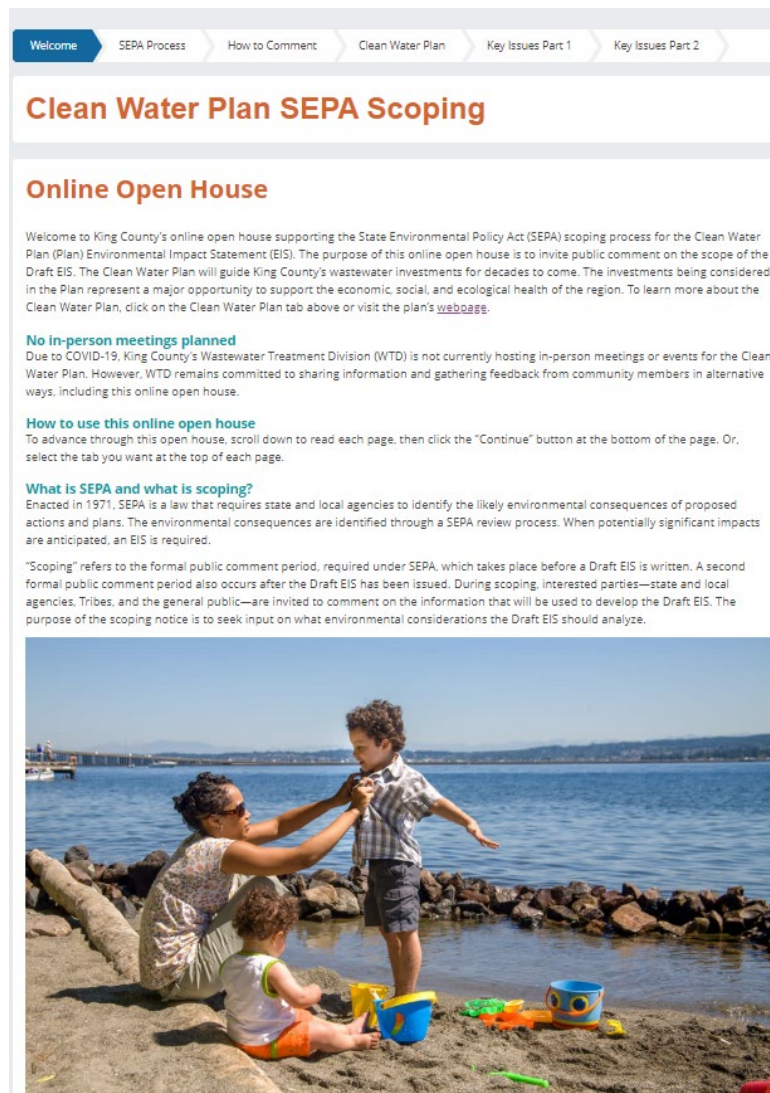 Welcome
SEPA Process
How to Comment
Clean Water Plan
Key Issues Part 1
Key Issues Part 2
Clean Water Plan SEPA Scoping
Online Open House
Welcome to King County's online open house supporting the State Environmental Policy Act (SEPA) scoping process for the Clean Water
Plan (Plan) Environmental Impact Statement (EIS). The purpose of this online open house is to invite public comment on the scope of the
Draft EIS. The Clean Water Plan will guide King County's wastewater investments for decades to come. The investments being considered
in the Plan represent a major opportunity to support the economic, social, and ecological health of the region. To learn more about the
Clean Water Plan, click on the Clean Water Plan tab above or visit the plan's webpage.
No in-person meetings planned
Due to COVID-19, King County's Wastewater Treatment Division (WTD) is not currently hosting in-person meetings or events for the Clean
Water Plan. However, WTD remains committed to sharing information and gathering feedback from community members in alternative
ways, including this online open house.
How to use this online open house
To advance through this open house, scroll down to read each page, then click the "Continue" button at the bottom of the page. Or,
select the tab you want at the top of each page.
What is SEPA and what is scoping?
Enacted in 1971, SEPA is a law that requires state and local agencies to identify the likely environmental consequences of proposed
actions and plans. The environmental consequences are identified through a SEPA review process. When potentially significant impacts
are anticipated, an EIS is required.
"Scoping" refers to the formal public comment period, required under SEPA, which takes place before a Draft EIS is written. A second
formal public comment period also occurs after the Draft EIS has been issued. During scoping, interested parties—state and local
agencies, Tribes, and the general public—are invited to comment on the information that will be used to develop the Draft EIS. The
purpose of the scoping notice is to seek input on what environmental considerations the Draft EIS should analyze.